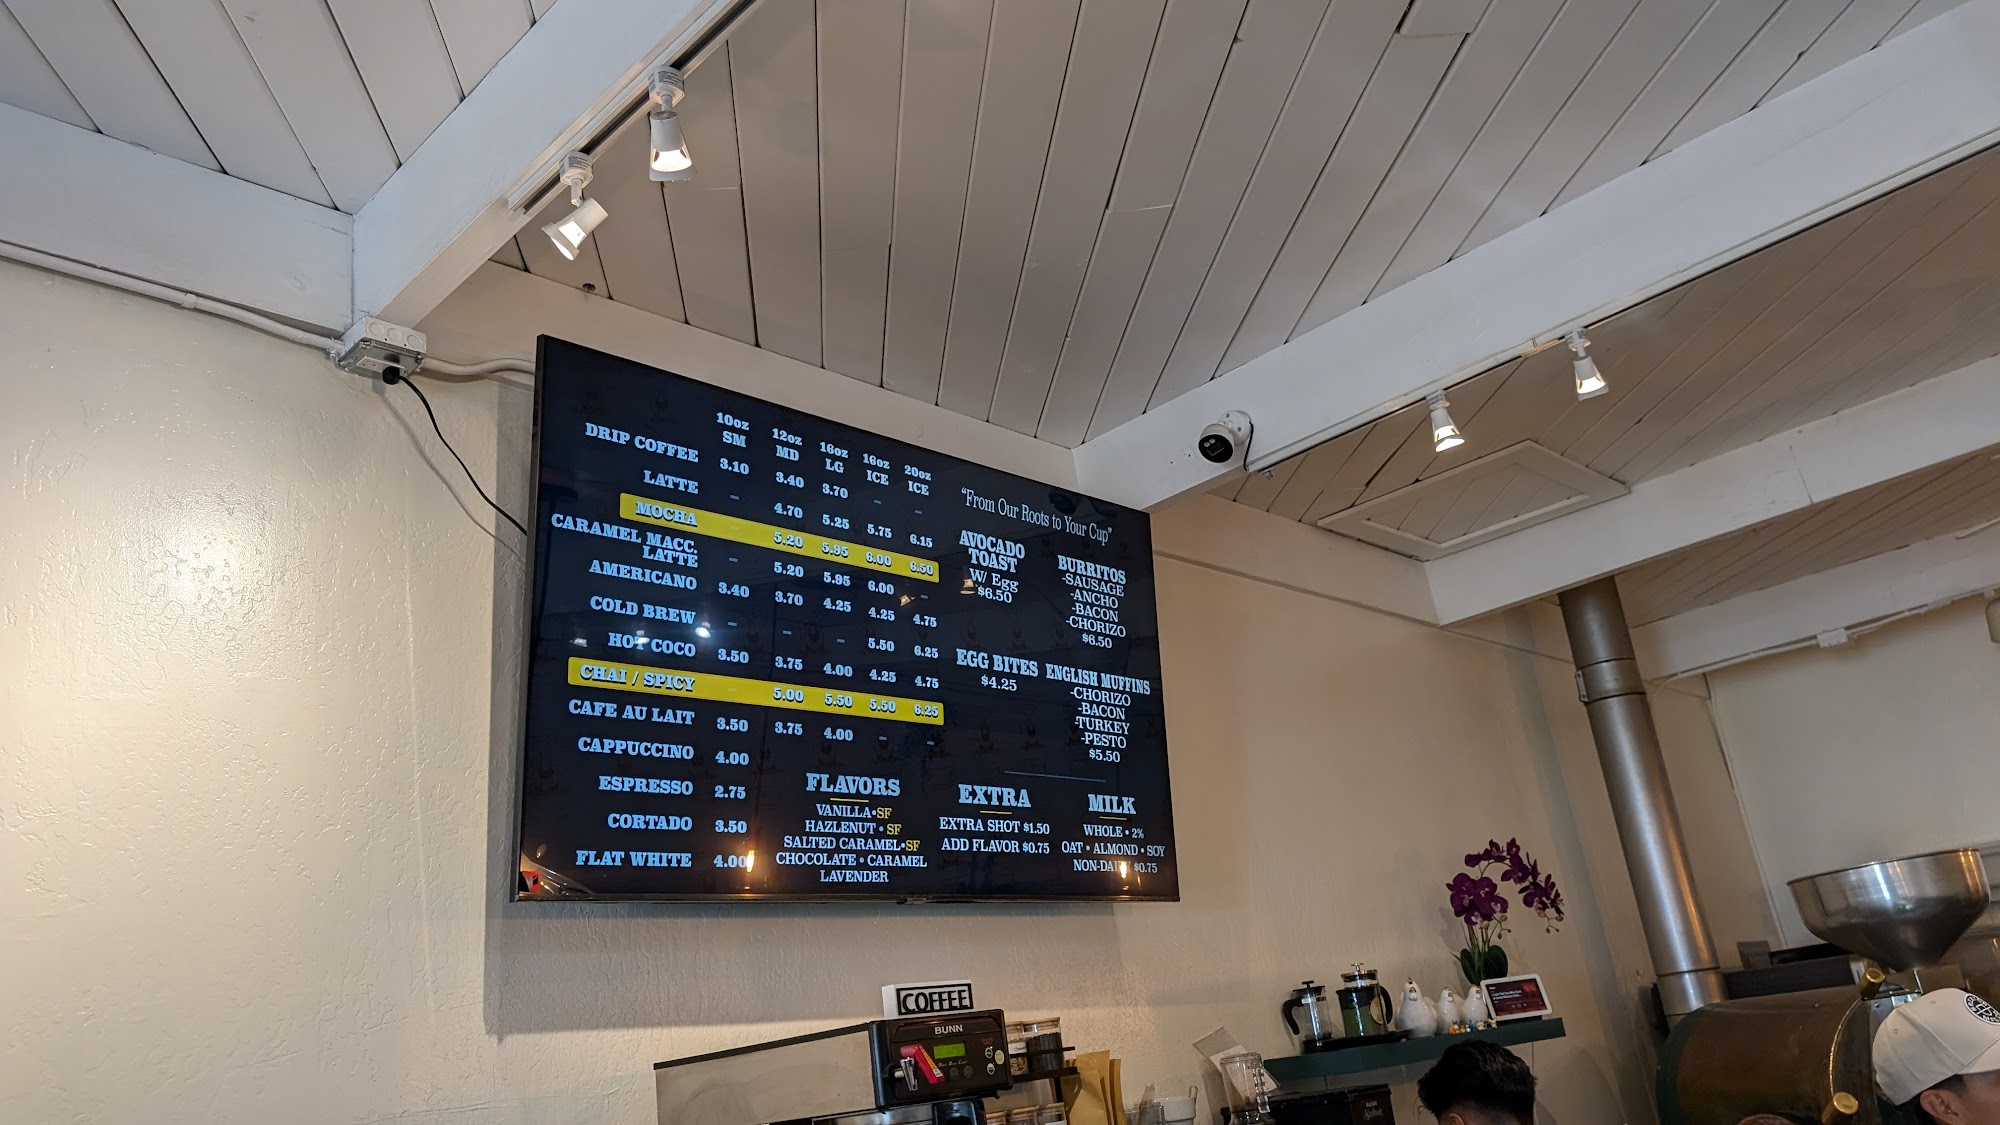 10oz 12oz 16oz 16oz 20oz
SM MD LG ICE ICE
DRIP COFFEE 3.10 3.40 3.70 - -
LATTE - 4.70 5.25 5.75 6.15
MOCHA - 5.20 5.95 6.00 6.50
CARAMEL MACC.
LATTE - 5.20 5.95 6.00 -
AMERICANO 3.40 3.70 4.25 4.25 4.75
COLD BREW - - - 5.50 6.25
HOT COCO 3.50 3.75 4.00 4.25 4.75
CHAI / SPICY - 5.00 5.50 5.50 6.25
CAFE AU LAIT 3.50 3.75 4.00 - -
CAPPUCCINO 4.00
ESPRESSO 2.75
CORTADO 3.50
FLAT WHITE 4.00
"From Our Roots to Your Cup"
AVOCADO
TOAST
W/ Egg
$6.50
BURRITOS
-SAUSAGE
-ANCHO
-BACON
-CHORIZO
$6.50
EGG BITES
$4.25
ENGLISH MUFFINS
-CHORIZO
-BACON
-TURKEY
-PESTO
$5.50
FLAVORS
VANILLA•SF
HAZLENUT • SF
SALTED CARAMEL•SF
CHOCOLATE • CARAMEL
LAVENDER
EXTRA
EXTRA SHOT $1.50
ADD FLAVOR $0.75
MILK
WHOLE • 2%
OAT • ALMOND • SOY
NON-DAIRY $0.75
COFFEE
BUNN